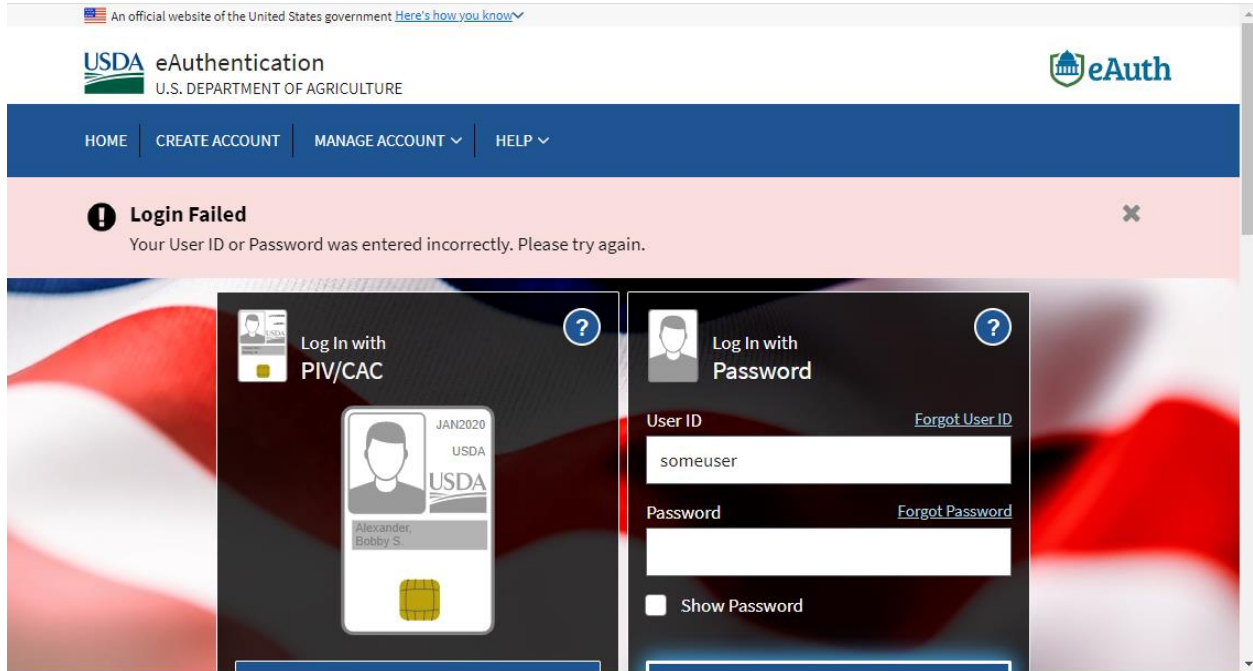 An official website of the United States government Here's how you know
USDA eAuthentication
U.S. DEPARTMENT OF AGRICULTURE
eAuth
HOME CREATE ACCOUNT MANAGE ACCOUNT HELP
Login Failed
Your User ID or Password was entered incorrectly. Please try again.
USDA
Log In with
PIV/CAC
?
JAN2020
USDA
USDA
Alexander,
Bobby S.
Log In with
Password
?
User ID Forgot User ID
someuser
Password Forgot Password
Show Password